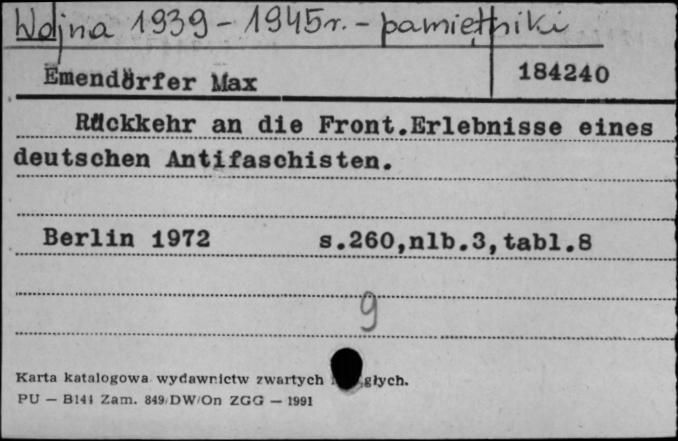 Wojna 1939 - 1945r. - pamiętniki
Emendörfer Max
184240
Rückkehr an die Front.Erlebnisse eines
deutschen Antifaschisten.
Berlin 1972 s.260,nlb.3,tabl.8
9
Karta katalogowa wydawnictw zwartych głych.
PU — B141 Zam. 849/DW/On ZGG — 1991